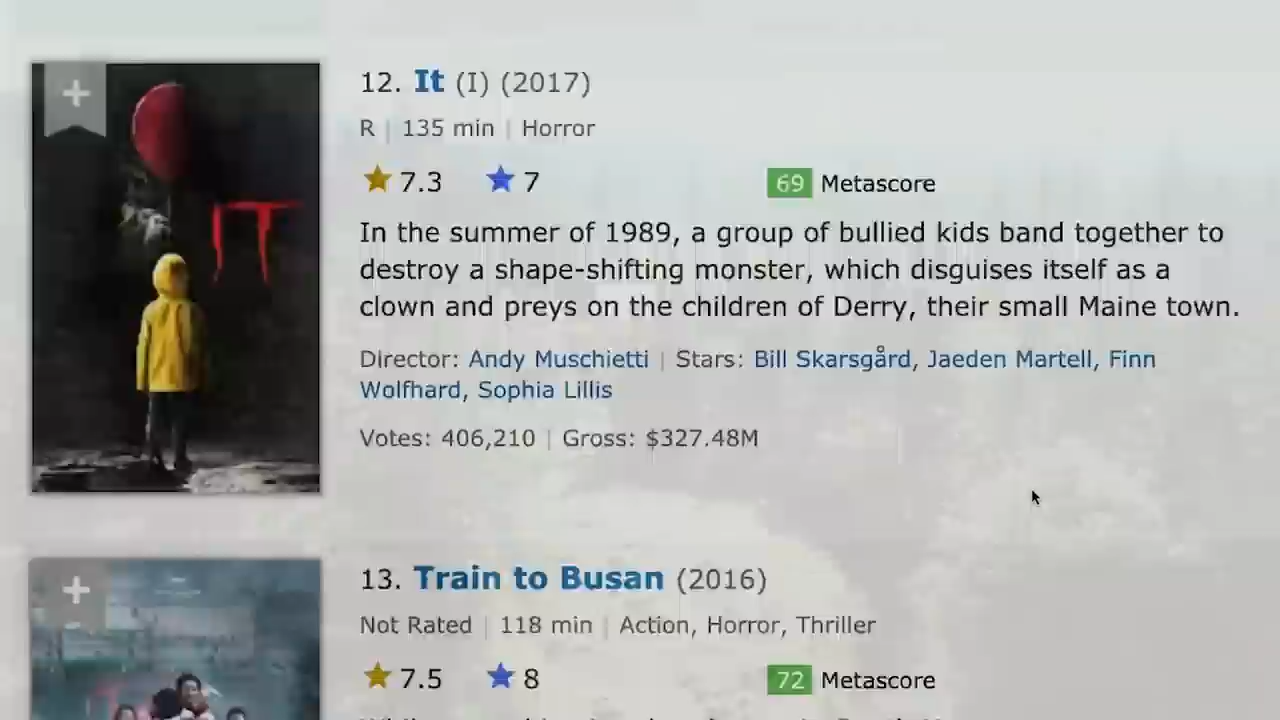 12. It (I) (2017)
R | 135 min | Horror
7.3 7 69 Metascore
In the summer of 1989, a group of bullied kids band together to
destroy a shape-shifting monster, which disguises itself as a
clown and preys on the children of Derry, their small Maine town.
Director: Andy Muschietti | Stars: Bill Skarsgård, Jaeden Martell, Finn
Wolfhard, Sophia Lillis
Votes: 406,210 | Gross: $327.48M
IT
13. Train to Busan (2016)
Not Rated | 118 min | Action, Horror, Thriller
7.5 8 72 Metascore